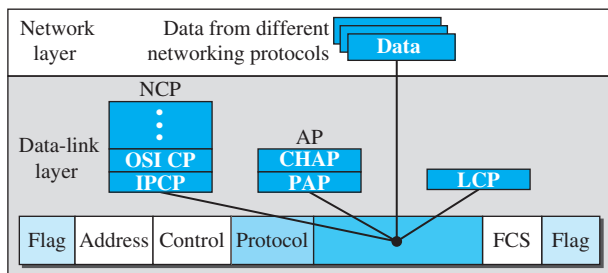 Network layer
Data from different networking protocols
Data
NCP
Data-link layer
OSI CP
IPCP
AP
CHAP
PAP
LCP
Flag Address Control Protocol FCS Flag